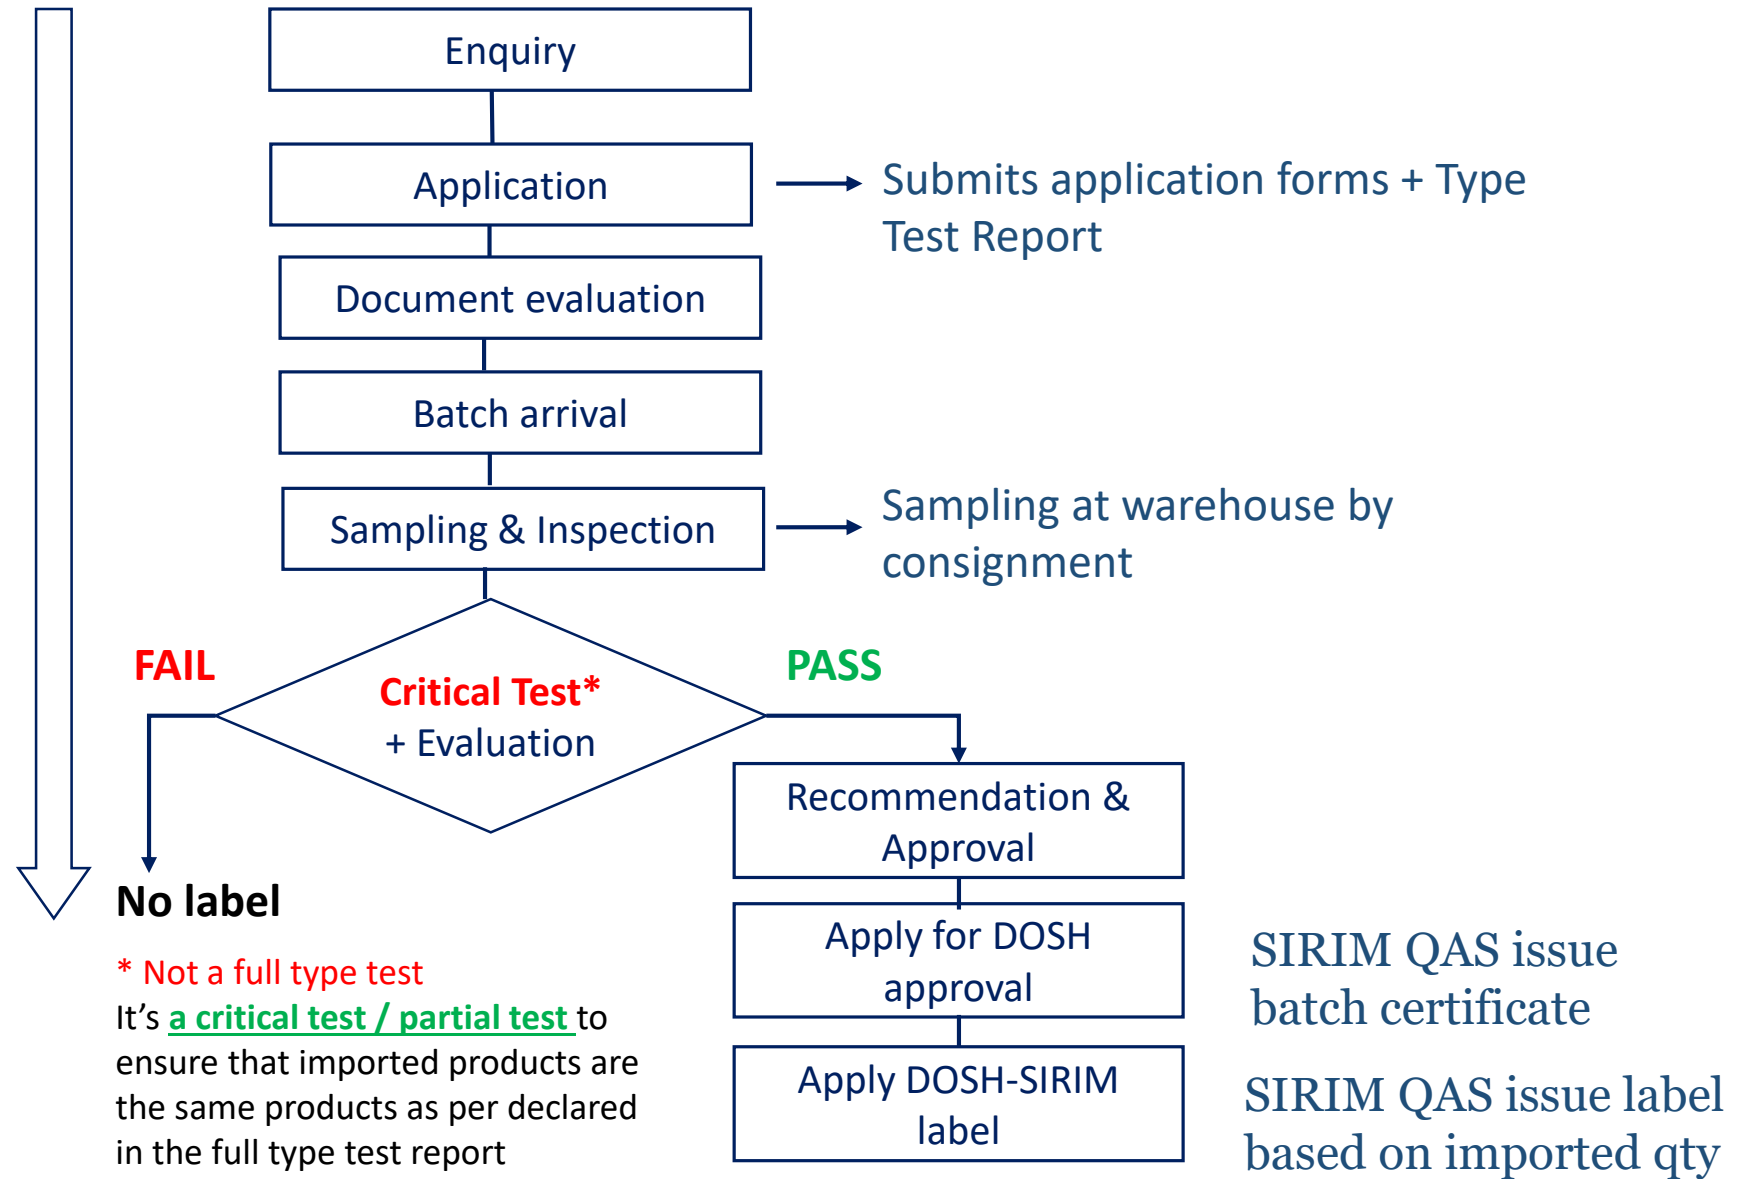 Enquiry
Application
Submits application forms + Type
Test Report
Document evaluation
Batch arrival
Sampling & Inspection
Sampling at warehouse by
consignment
FAIL
PASS
Critical Test*
+ Evaluation
Recommendation &
Approval
No label
Apply for DOSH
approval
SIRIM QAS issue
batch certificate
* Not a full type test
It’s a critical test / partial test to
ensure that imported products are
the same products as per declared
in the full type test report
Apply DOSH-SIRIM
label
SIRIM QAS issue label
based on imported qty